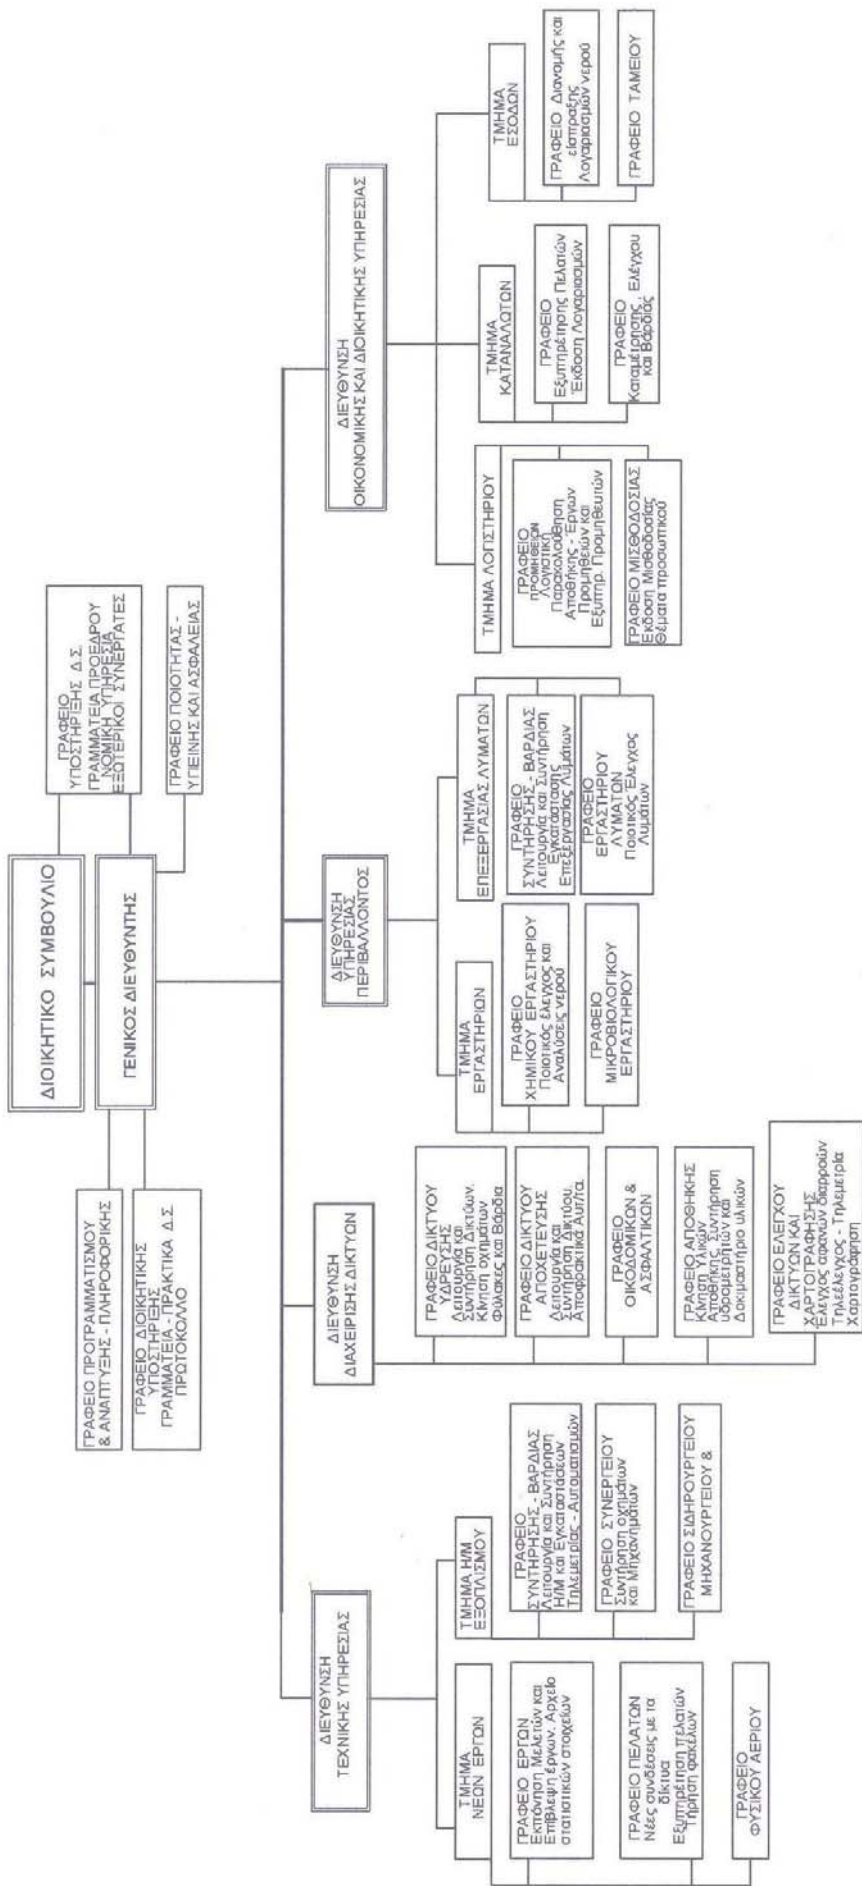 ΔΙΟΙΚΗΤΙΚΟ ΣΥΜΒΟΥΛΙΟ
ΓΕΝΙΚΟΣ ΔΙΕΥΘΥΝΤΗΣ
ΓΡΑΦΕΙΟ ΠΡΟΓΡΑΜΜΑΤΙΣΜΟΥ
& ΑΝΑΠΤΥΞΗΣ - ΠΛΗΡΟΦΟΡΙΚΗΣ
ΓΡΑΦΕΙΟ ΔΙΟΙΚΗΤΙΚΗΣ
ΥΠΟΣΤΗΡΙΞΗΣ
ΓΡΑΜΜΑΤΕΙΑ - ΠΡΑΚΤΙΚΑ Δ.Σ.
ΠΡΩΤΟΚΟΛΛΟ
ΓΡΑΦΕΙΟ
ΥΠΟΣΤΗΡΙΞΗΣ Δ.Σ.
ΓΡΑΜΜΑΤΕΙΑ ΠΡΟΕΔΡΟΥ
ΝΟΜΙΚΗ ΥΠΗΡΕΣΙΑ
ΕΞΩΤΕΡΙΚΟΙ ΣΥΝΕΡΓΑΤΕΣ
ΓΡΑΦΕΙΟ ΠΟΙΟΤΗΤΑΣ -
ΥΓΙΕΙΝΗΣ ΚΑΙ ΑΣΦΑΛΕΙΑΣ
ΔΙΕΥΘΥΝΣΗ
ΤΕΧΝΙΚΗΣ ΥΠΗΡΕΣΙΑΣ
ΤΜΗΜΑ
ΝΕΩΝ ΕΡΓΩΝ
ΓΡΑΦΕΙΟ ΕΡΓΩΝ
Εκπόνηση Μελετών και
Επίβλεψη έργων. Αρχείο
στατιστικών στοιχείων
ΓΡΑΦΕΙΟ ΠΕΛΑΤΩΝ
Νέες συνδέσεις με τα
δίκτυα
Εξυπηρέτηση πελατών
Τήρηση φακέλων
ΓΡΑΦΕΙΟ
ΦΥΣΙΚΟΥ ΑΕΡΙΟΥ
ΤΜΗΜΑ Η/Μ
ΕΞΟΠΛΙΣΜΟΥ
ΓΡΑΦΕΙΟ
ΣΥΝΤΗΡΗΣΗΣ - ΒΑΡΔΙΑΣ
Λειτουργία και Συντήρηση
Η/Μ και Εγκαταστάσεων
Τηλεμετρίας - Αυτοματισμών
ΓΡΑΦΕΙΟ ΣΥΝΕΡΓΕΙΟΥ
Συντήρηση οχημάτων
και Μηχανημάτων
ΓΡΑΦΕΙΟ ΣΙΔΗΡΟΥΡΓΕΙΟΥ
ΜΗΧΑΝΟΥΡΓΕΙΟΥ &
ΔΙΕΥΘΥΝΣΗ
ΔΙΑΧΕΙΡΙΣΗΣ ΔΙΚΤΥΩΝ
ΓΡΑΦΕΙΟ ΔΙΚΤΥΟΥ
ΥΔΡΕΥΣΗΣ
Λειτουργία και
Συντήρηση Δικτύων.
Κίνηση οχημάτων
Φύλακες και Βάρδια
ΓΡΑΦΕΙΟ ΔΙΚΤΥΟΥ
ΑΠΟΧΕΤΕΥΣΗΣ
Λειτουργία και
Συντήρηση Δικτύου.
Αποφρακτικά Αυτ/τα.
ΓΡΑΦΕΙΟ
ΟΙΚΟΔΟΜΙΚΩΝ &
ΑΣΦΑΛΤΙΚΩΝ
ΓΡΑΦΕΙΟ ΑΠΟΘΗΚΗΣ
Κίνηση Υλικών
Αποθήκης, Συντήρηση
υδρομετρητών και
Δοκιμαστήριο υλικών
ΓΡΑΦΕΙΟ ΕΛΕΓΧΟΥ
ΔΙΚΤΥΩΝ ΚΑΙ
ΧΑΡΤΟΓΡΑΦΗΣΗΣ
Έλεγχος αφανών διαρροών
Τηλεέλεγχος - Τηλεμετρία
Χαρτογράφηση
ΔΙΕΥΘΥΝΣΗ
ΥΠΗΡΕΣΙΑΣ
ΠΕΡΙΒΑΛΛΟΝΤΟΣ
ΤΜΗΜΑ
ΕΡΓΑΣΤΗΡΙΩΝ
ΓΡΑΦΕΙΟ
ΧΗΜΙΚΟΥ ΕΡΓΑΣΤΗΡΙΟΥ
Ποιοτικός έλεγχος και
Αναλύσεις νερού
ΓΡΑΦΕΙΟ
ΜΙΚΡΟΒΙΟΛΟΓΙΚΟΥ
ΕΡΓΑΣΤΗΡΙΟΥ
ΤΜΗΜΑ
ΕΠΕΞΕΡΓΑΣΙΑΣ ΛΥΜΑΤΩΝ
ΓΡΑΦΕΙΟ
ΣΥΝΤΗΡΗΣΗΣ - ΒΑΡΔΙΑΣ
Λειτουργία και Συντήρηση
Εγκατάστασης
Επεξεργασίας Λυμάτων
ΓΡΑΦΕΙΟ
ΕΡΓΑΣΤΗΡΙΟΥ
ΛΥΜΑΤΩΝ
Ποιοτικός Έλεγχος
Λυμάτων
ΔΙΕΥΘΥΝΣΗ
ΟΙΚΟΝΟΜΙΚΗΣ ΚΑΙ ΔΙΟΙΚΗΤΙΚΗΣ ΥΠΗΡΕΣΙΑΣ
ΤΜΗΜΑ ΛΟΓΙΣΤΗΡΙΟΥ
ΓΡΑΦΕΙΟ
ΠΡΟΜΗΘΕΙΩΝ
Λογιστική
Παρακολούθηση
Αποθήκης - Έργων
Προμηθειών και
Εξυπηρ. Προμηθευτών
ΓΡΑΦΕΙΟ ΜΙΣΘΟΔΟΣΙΑΣ
Έκδοση Μισθοδοσίας
Θέματα προσωπικού
ΤΜΗΜΑ
ΚΑΤΑΝΑΛΩΤΩΝ
ΓΡΑΦΕΙΟ
Εξυπηρέτησης Πελατών
Έκδοση Λογαριασμών
ΓΡΑΦΕΙΟ
Καταμέτρησης, Ελέγχου
και Βάρδιας
ΤΜΗΜΑ
ΕΣΟΔΩΝ
ΓΡΑΦΕΙΟ Διανομής και
είσπραξης
Λογαριασμών νερού
ΓΡΑΦΕΙΟ ΤΑΜΕΙΟΥ